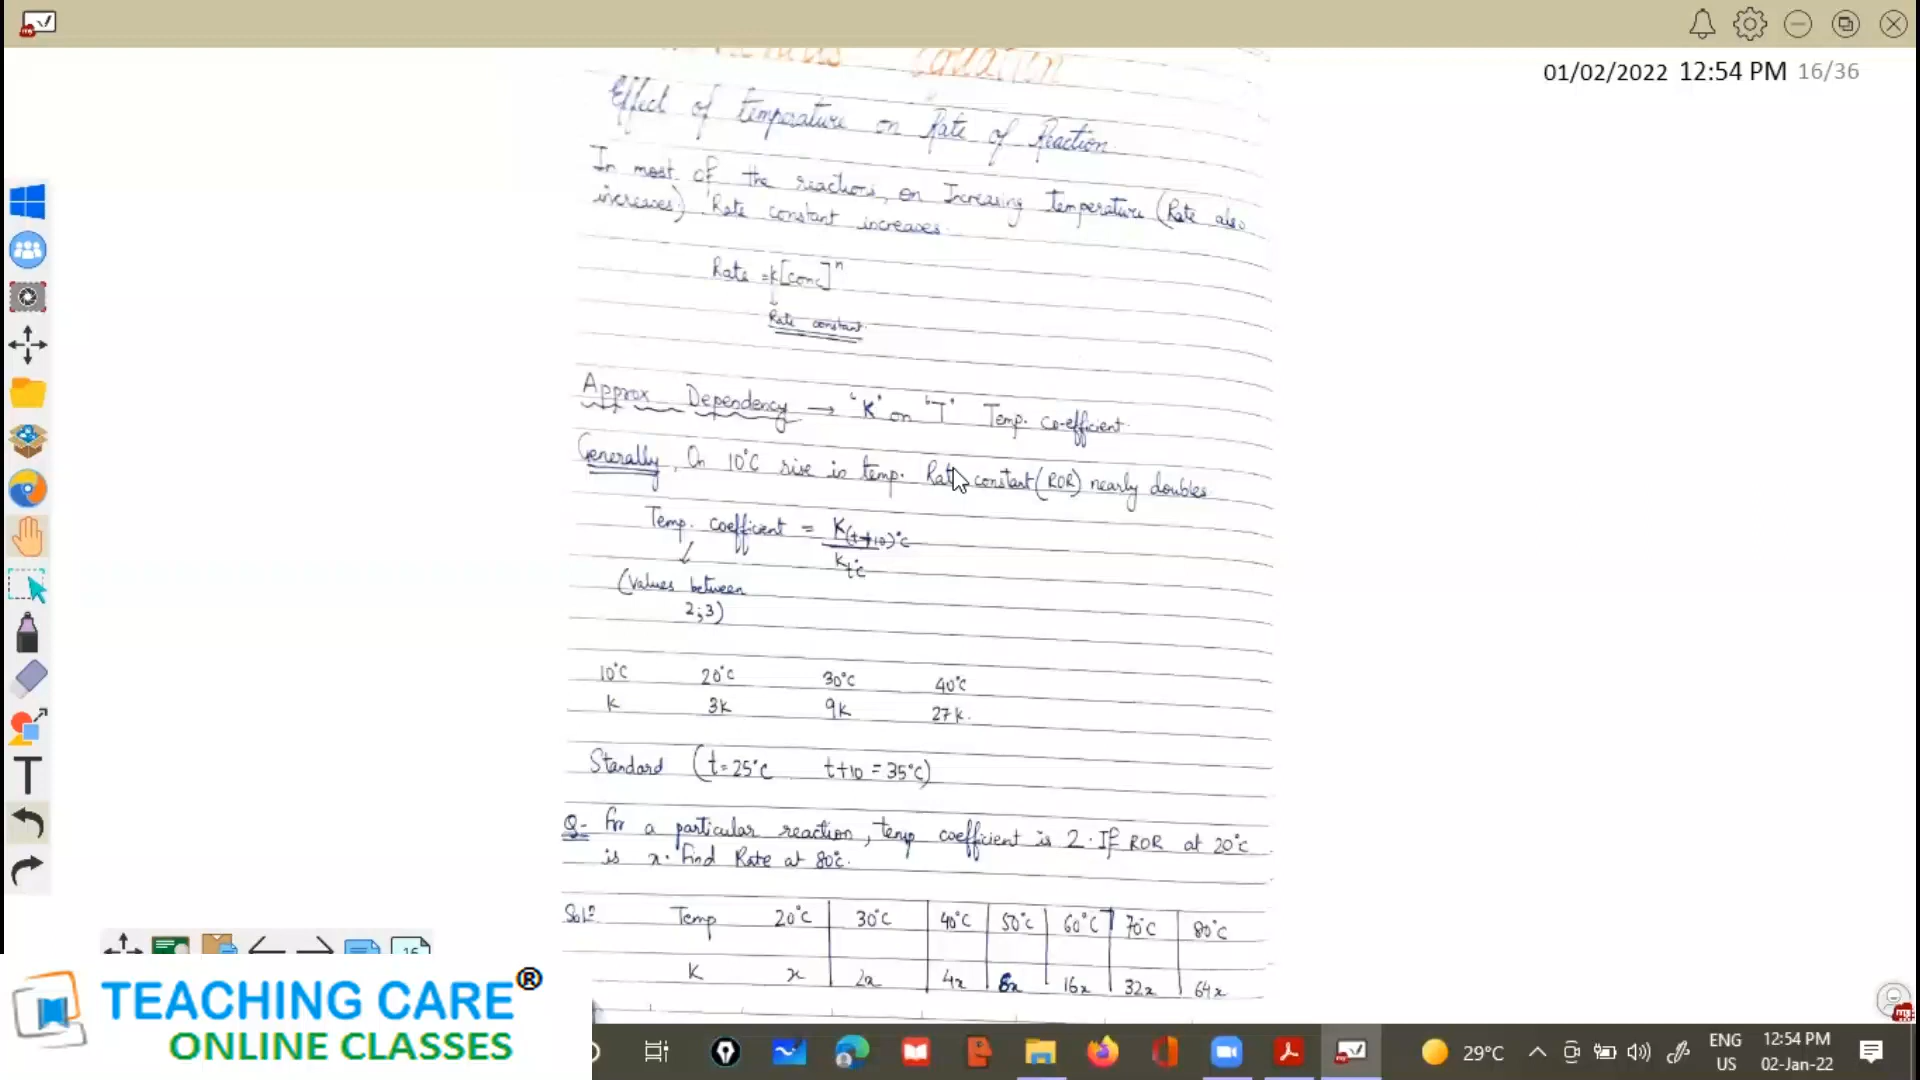 01/02/2022 12:54 PM 16/36
Equation
Effect of temperature on Rate of Reaction
In most of the reactions, on Increasing temperature (Rate also
increases) Rate constant increases.
Rate = k[conc]ⁿ
↓
Rate constant
Approx Dependency → "K" on "T" Temp. co-efficient
Generally, On 10°C rise in temp. Rate constant (ROR) nearly doubles
Temp. coefficient = K(t+10)°C
Kt°C
(Values between
2;3)
10°C 20°C 30°C 40°C
K 3K 9K 27K.
Standard (t=25°C t+10=35°C)
Q- For a particular reaction, temp coefficient is 2. If ROR at 20°C
is x. Find Rate at 80°C.
Soln Temp 20°C 30°C 40°C 50°C 60°C 70°C 80°C
K x 2x 4x 8x 16x 32x 64x
TEACHING CARE®
ONLINE CLASSES
29°C ENG US 12:54 PM 02-Jan-22